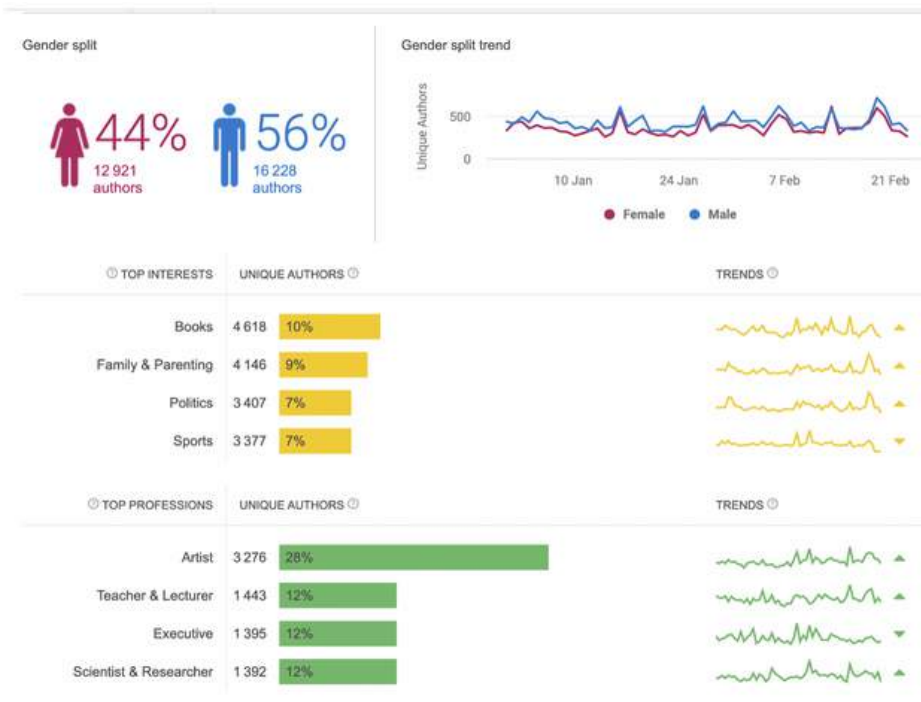 Gender split
44%
12 921
authors
56%
16 228
authors
Gender split trend
Unique Authors
500
0
10 Jan 24 Jan 7 Feb 21 Feb
Female Male
TOP INTERESTS UNIQUE AUTHORS TRENDS
Books 4 618 10%
Family & Parenting 4 146 9%
Politics 3 407 7%
Sports 3 377 7%
TOP PROFESSIONS UNIQUE AUTHORS TRENDS
Artist 3 276 28%
Teacher & Lecturer 1 443 12%
Executive 1 395 12%
Scientist & Researcher 1 392 12%